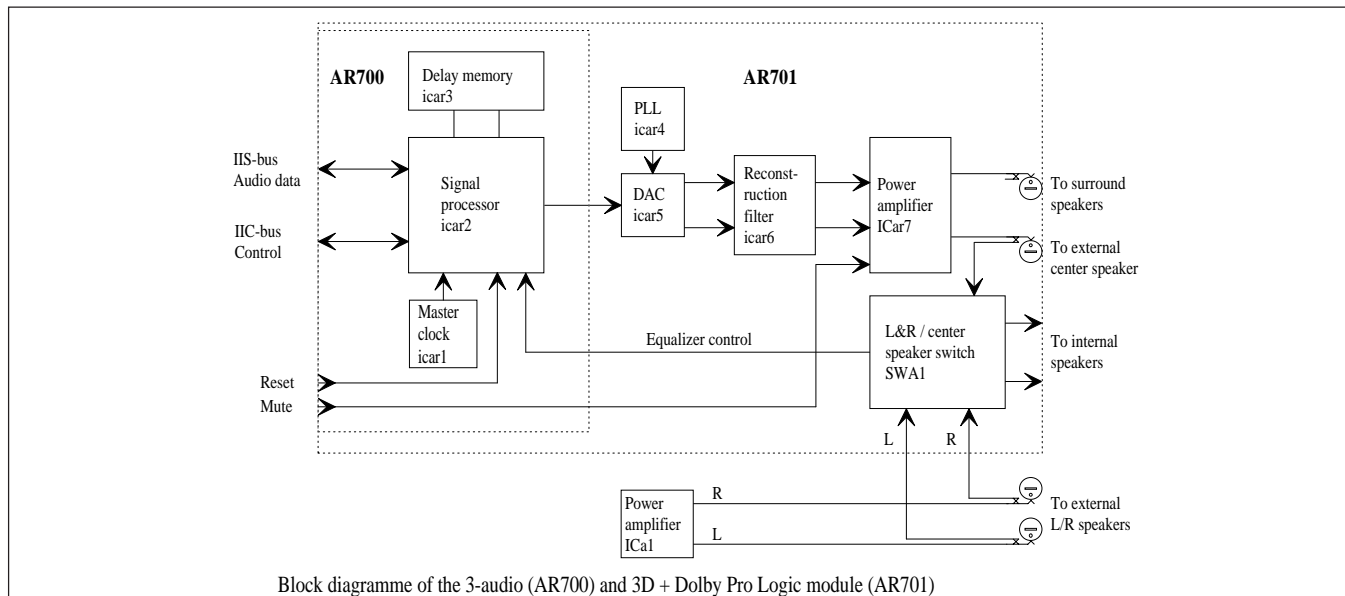 AR700
AR701
Delay memory
icar3
PLL
icar4
IIS-bus
Audio data
Signal
processor
icar2
DAC
icar5
Reconst-
ruction
filter
icar6
Power
amplifier
ICar7
To surround
speakers
IIC-bus
Control
To external
center speaker
Master
clock
icar1
Equalizer control
L&R / center
speaker switch
SWA1
To internal
speakers
Reset
Mute
L
R
Power
amplifier
ICa1
R
L
To external
L/R speakers
Block diagramme of the 3-audio (AR700) and 3D + Dolby Pro Logic module (AR701)